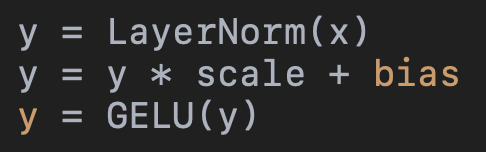 y = LayerNorm(x)
y = y * scale + bias
y = GELU(y)